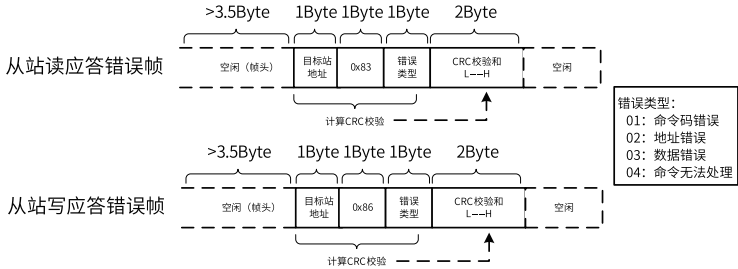 >3.5Byte 1Byte 1Byte 1Byte 2Byte
从站读应答错误帧
空闲（帧头）
目标站
地址
0x83
错误
类型
CRC校验和
L——H
空闲
计算CRC校验
>3.5Byte 1Byte 1Byte 1Byte 2Byte
从站写应答错误帧
空闲（帧头）
目标站
地址
0x86
错误
类型
CRC校验和
L——H
空闲
计算CRC校验
错误类型：
01：命令码错误
02：地址错误
03：数据错误
04：命令无法处理